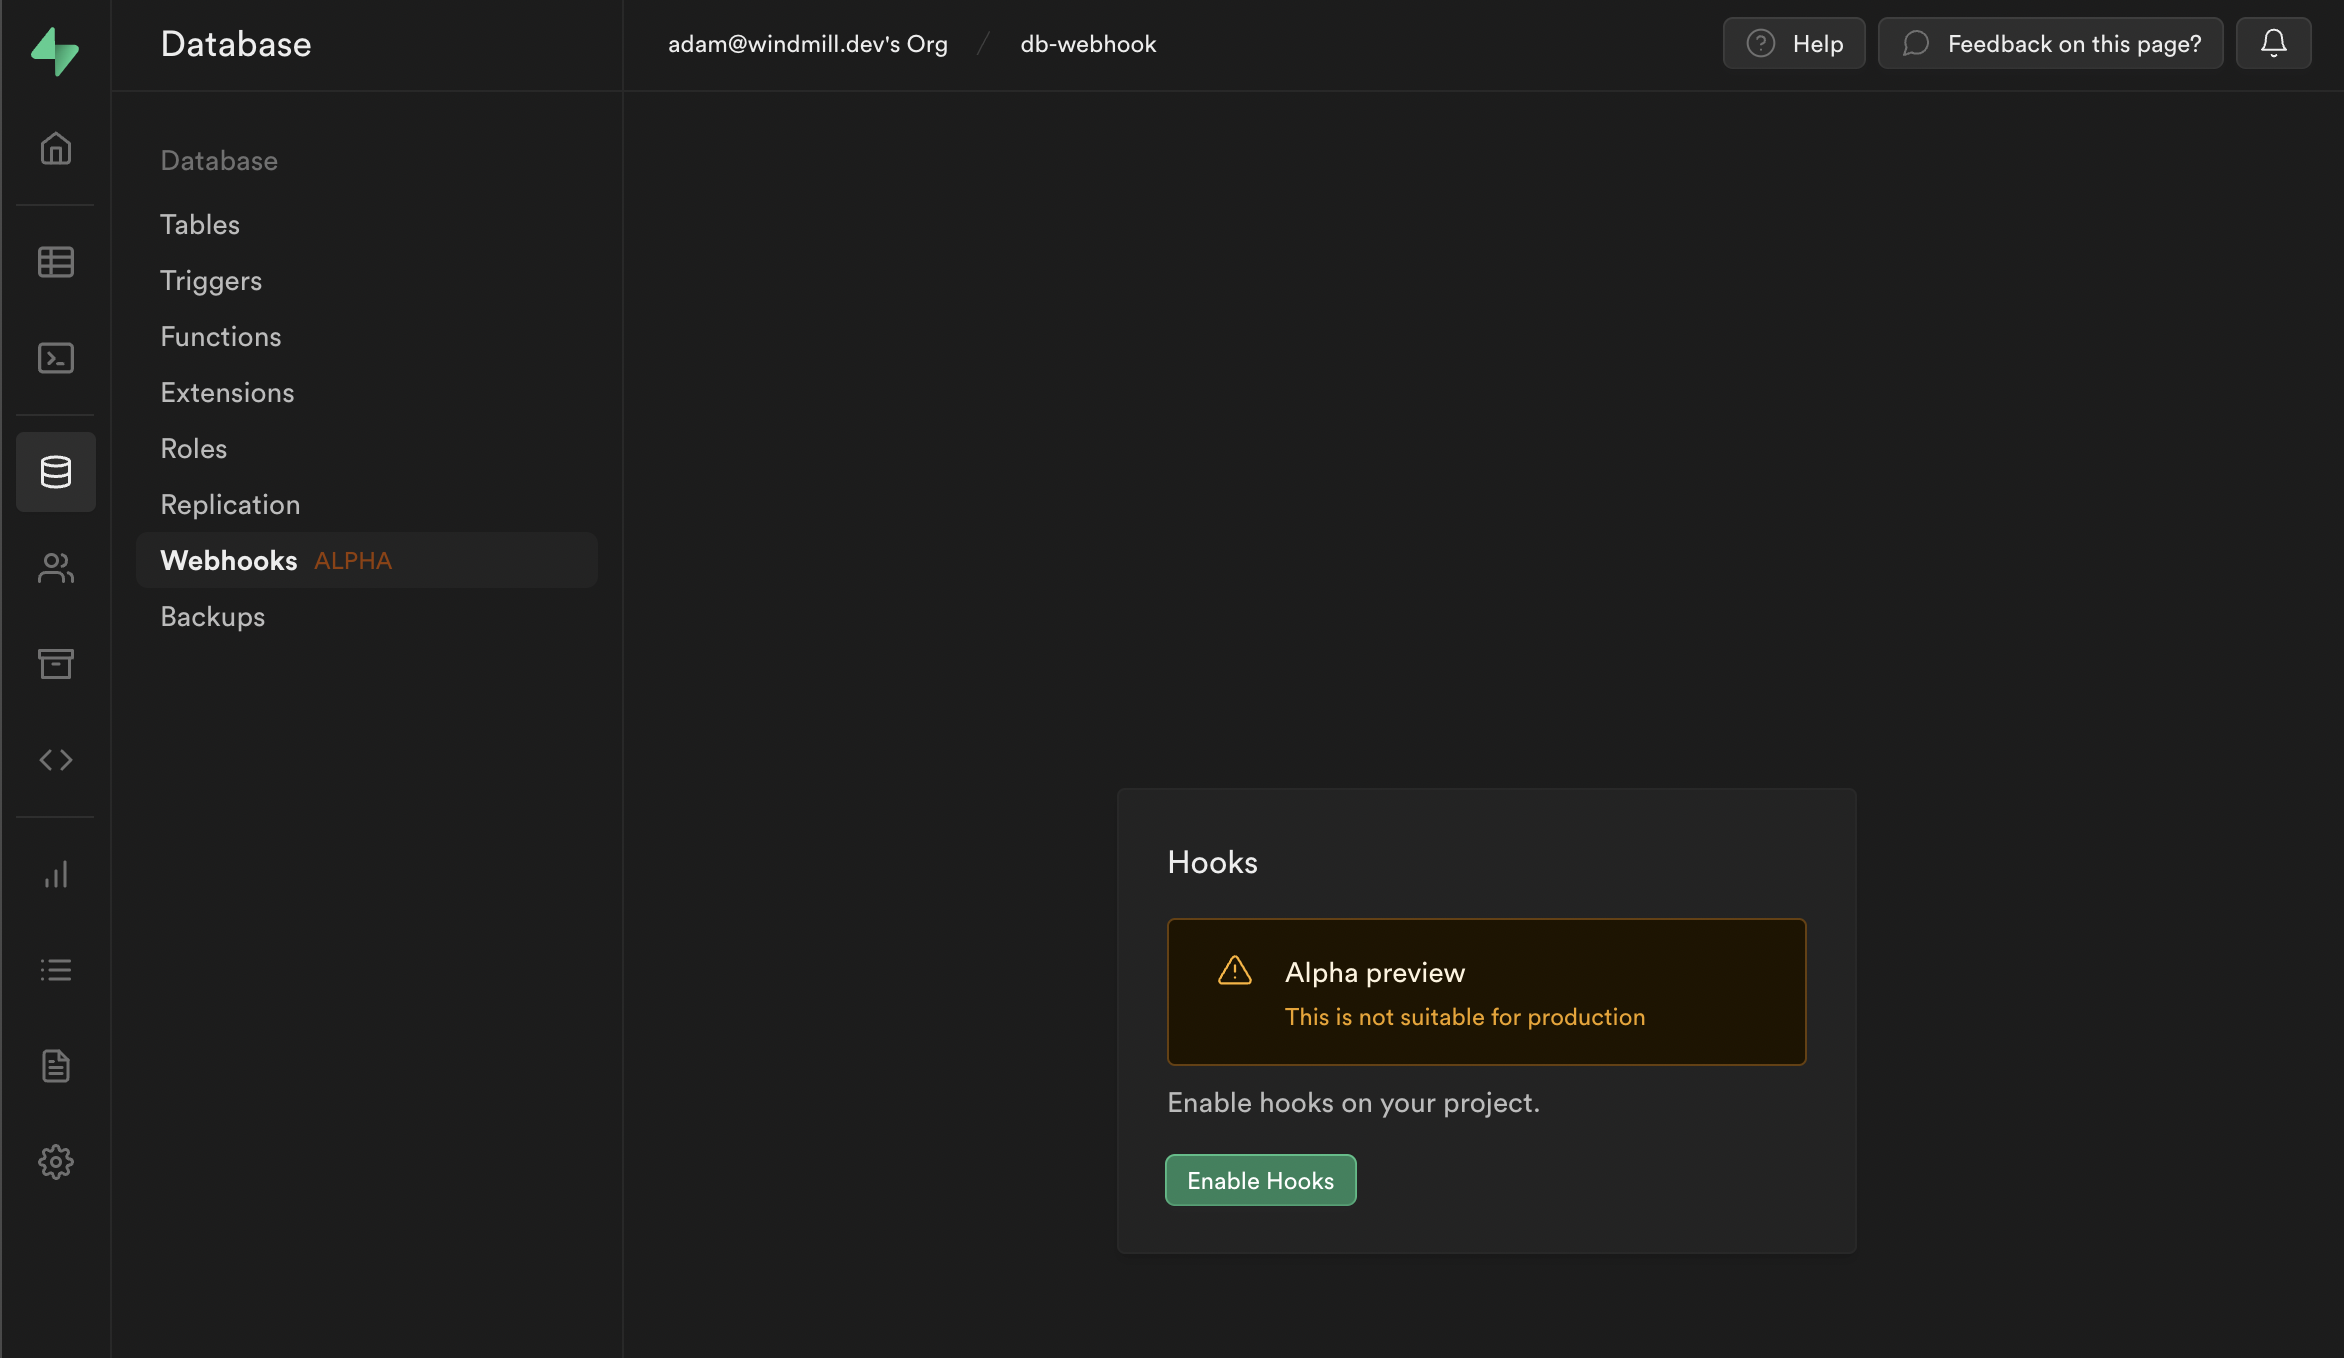 Database
adam@windmill.dev's Org / db-webhook
Help
Feedback on this page?
Database
Tables
Triggers
Functions
Extensions
Roles
Replication
Webhooks ALPHA
Backups
Hooks
Alpha preview
This is not suitable for production
Enable hooks on your project.
Enable Hooks